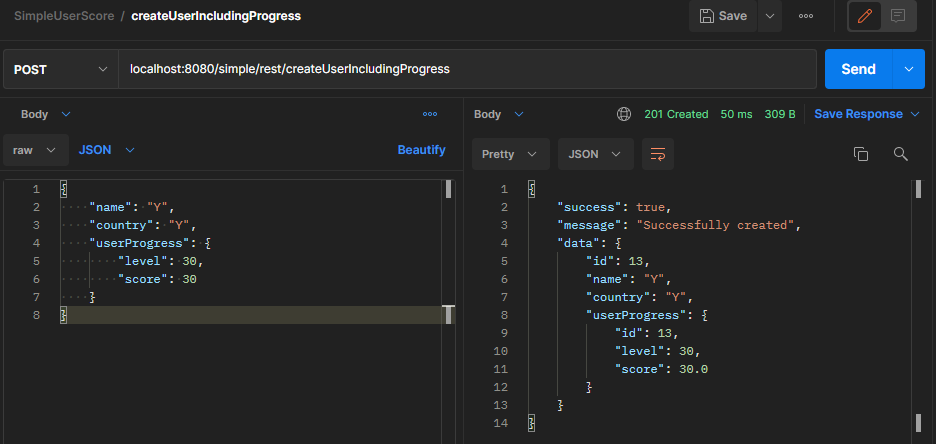 SimpleUserScore / createUserIncludingProgress
Save
POST
localhost:8080/simple/rest/createUserIncludingProgress
Send
Body
raw
JSON
Beautify
1 {
2 "name": "Y",
3 "country": "Y",
4 "userProgress": {
5 "level": 30,
6 "score": 30
7 }
8 }
Body
201 Created 50 ms 309 B
Save Response
Pretty
JSON
1 {
2 "success": true,
3 "message": "Successfully created",
4 "data": {
5 "id": 13,
6 "name": "Y",
7 "country": "Y",
8 "userProgress": {
9 "id": 13,
10 "level": 30,
11 "score": 30.0
12 }
13 }
14 }